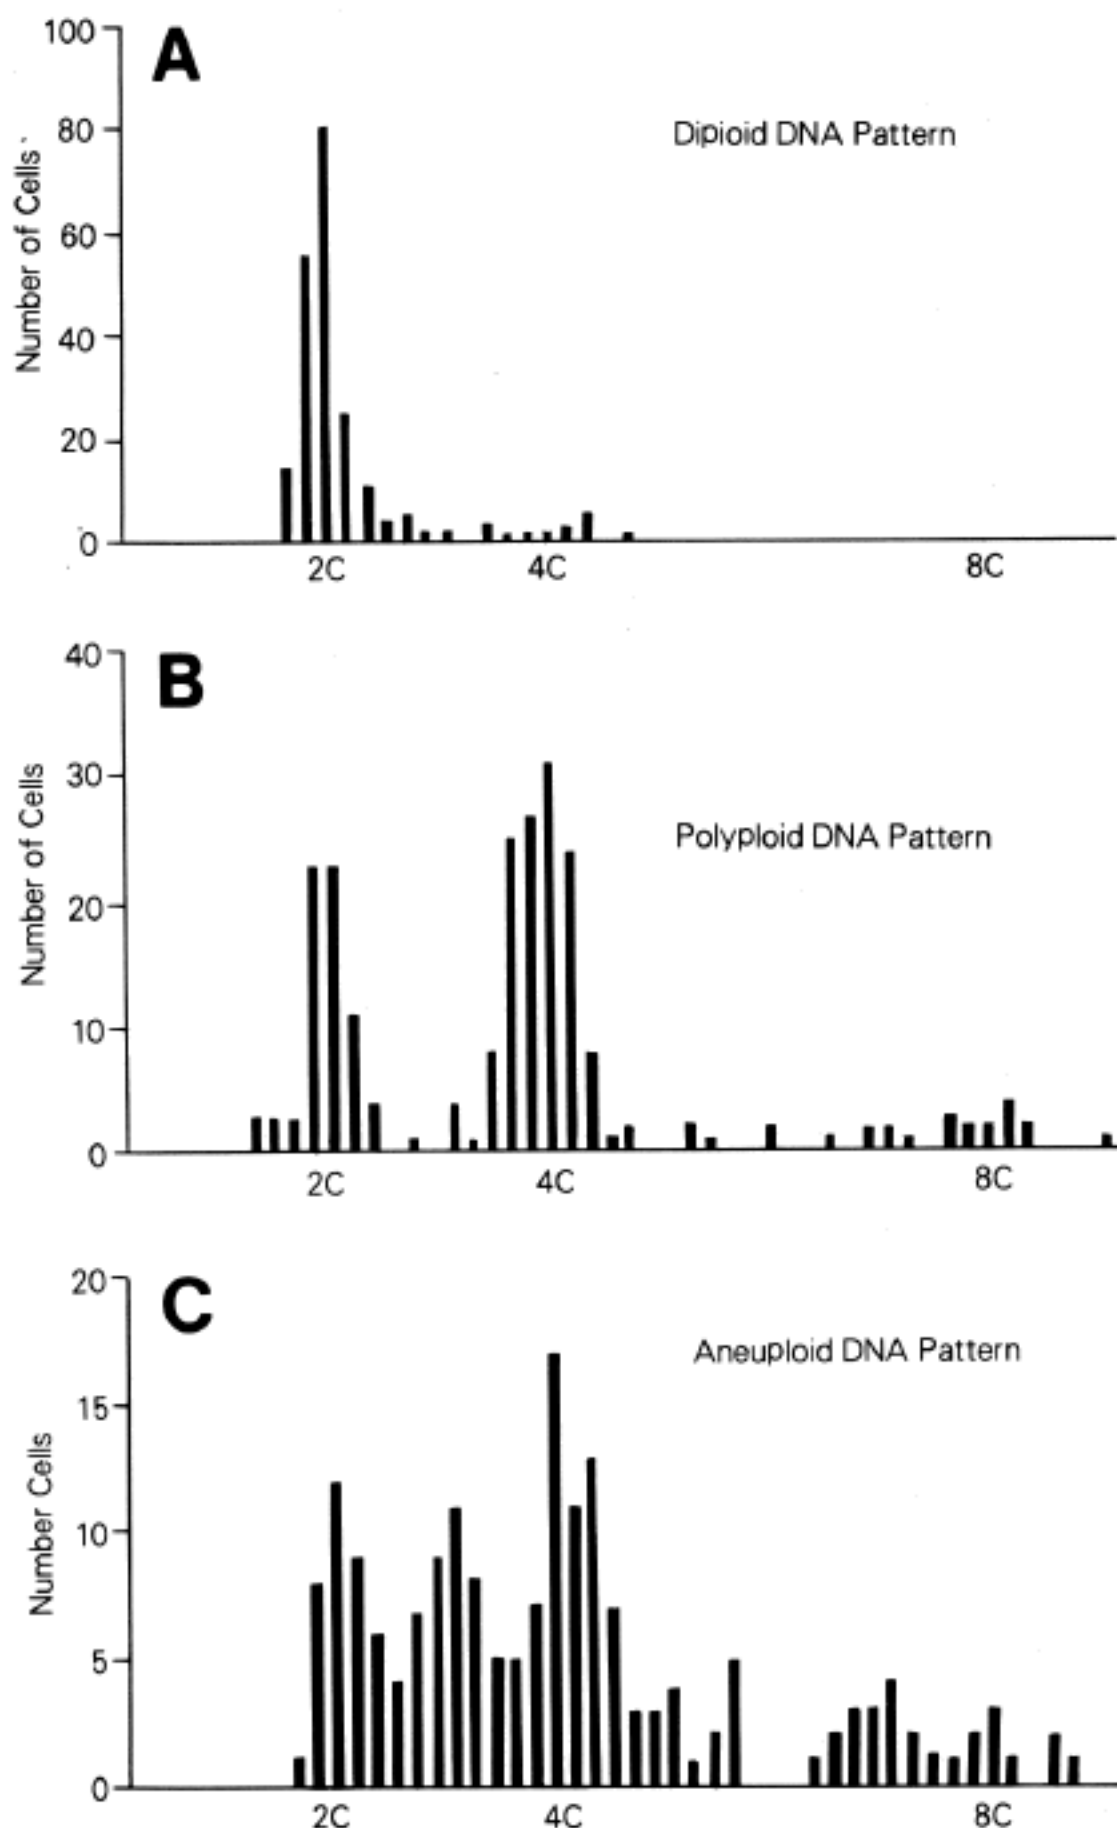 A
Dipioid DNA Pattern
Number of Cells
100
80
60
40
20
0
2C 4C 8C
B
Polyploid DNA Pattern
Number of Cells
40
30
20
10
0
2C 4C 8C
C
Aneuploid DNA Pattern
Number Cells
20
15
10
5
0
2C 4C 8C